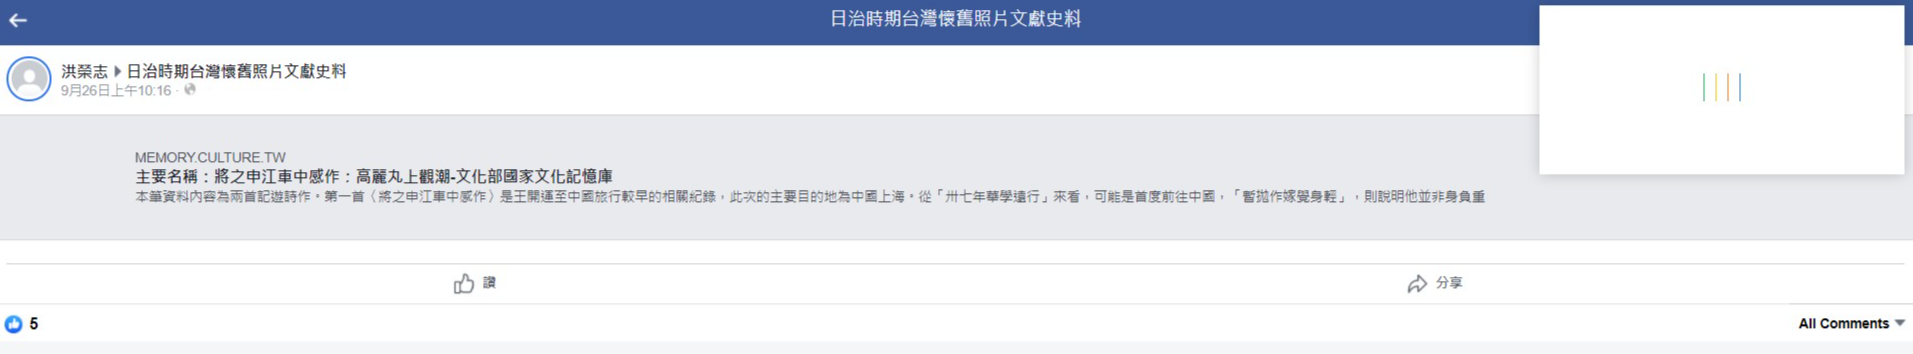 日治時期台灣懷舊照片文獻史料
洪榮志 日治時期台灣懷舊照片文獻史料
9月26日上午10:16 ·
MEMORY.CULTURE.TW
主要名稱：將之申江車中感作；高麗丸上觀潮-文化部國家文化記憶庫
本筆資料內容為兩首記遊詩作。第一首〈將之申江車中感作〉是王開運至中國旅行較早的相關紀錄，此次的主要目的地為中國上海。從「卅七年華學遠行」來看，可能是首度前往中國，「暫拋作嫁覺身輕」，則說明他並非身負重
讚
分享
5
All Comments